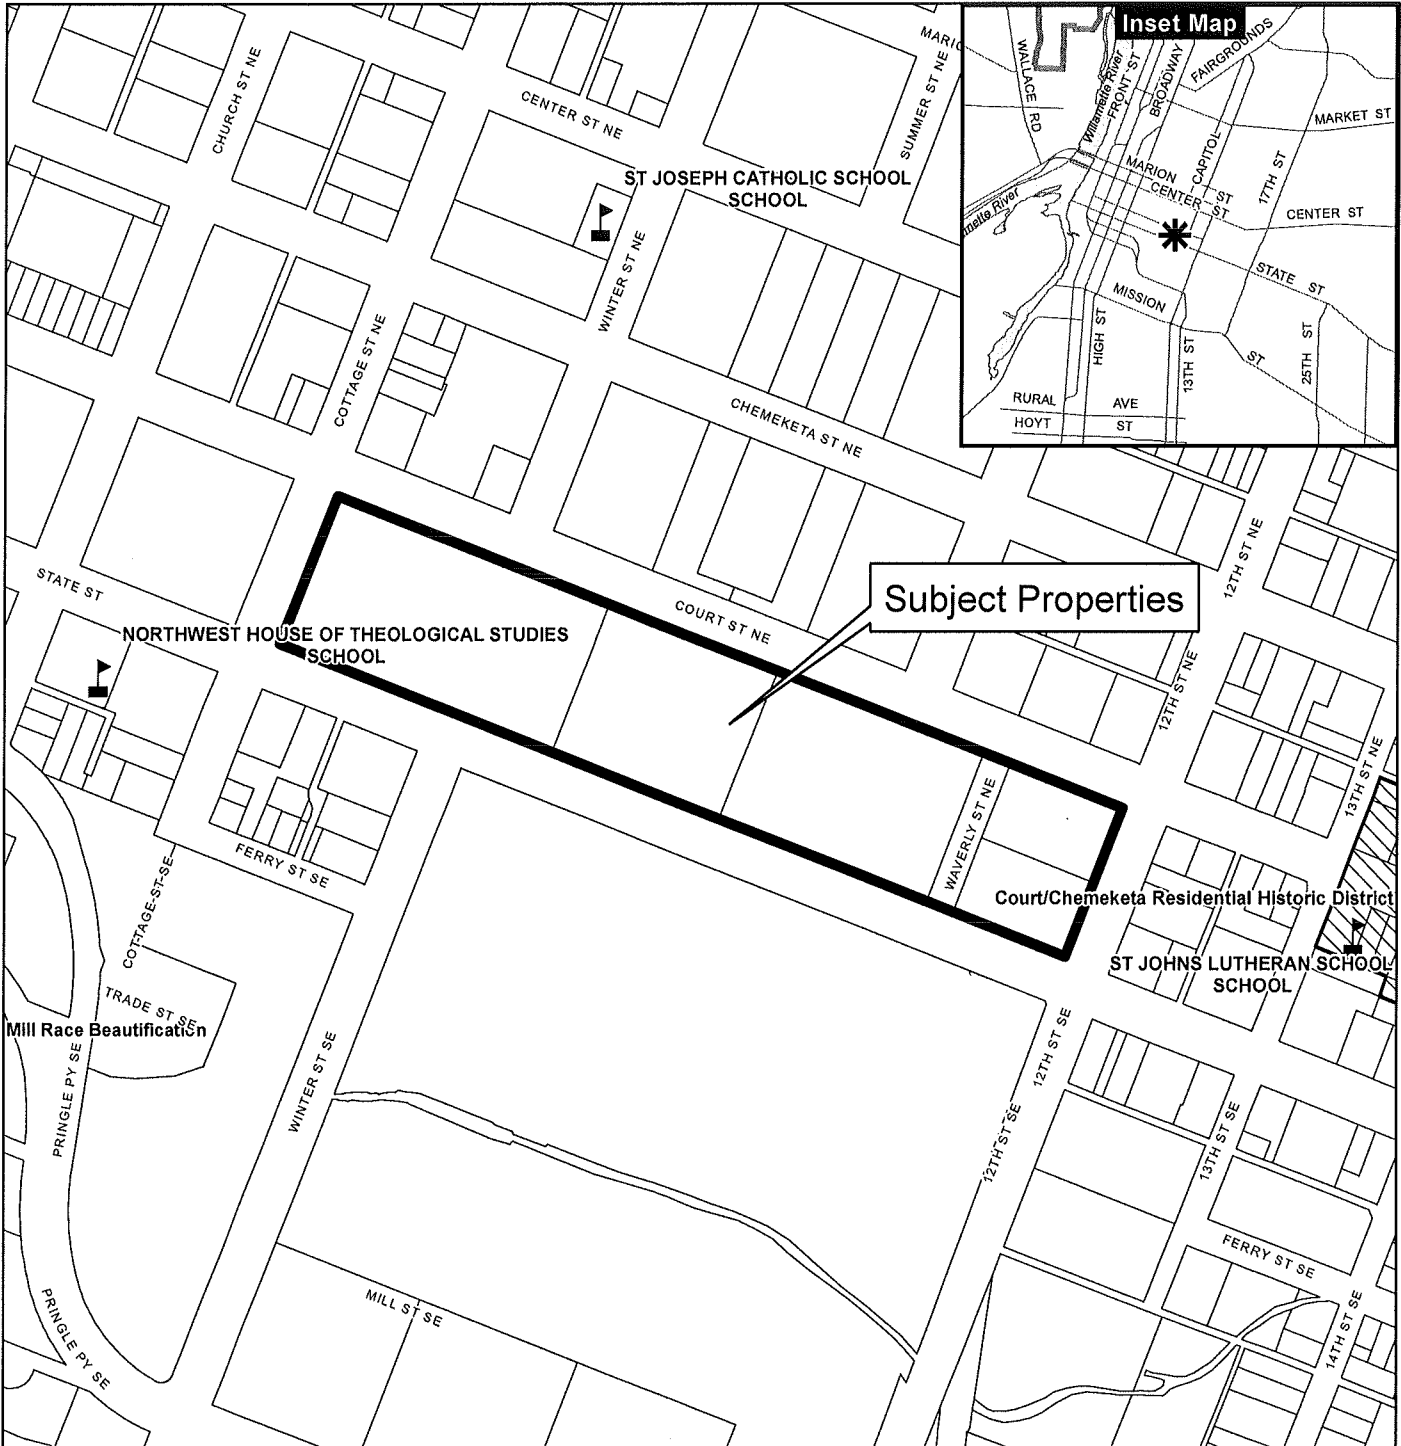 Inset Map
WALLACE RD
Willamette River
FRONT ST
BROADWAY
FAIRGROUNDS
MARKET ST
CAPITOL
17TH ST
MARION ST
CENTER ST
CENTER ST
STATE ST
MISSION
ST
HIGH ST
13TH ST
25TH ST
RURAL AVE
HOYT ST
SUMMER ST NE
CHURCH ST NE
CENTER ST NE
ST JOSEPH CATHOLIC SCHOOL
SCHOOL
WINTER ST NE
COTTAGE ST NE
CHEMEKETA ST NE
12TH ST NE
Subject Properties
COURT ST NE
STATE ST
NORTHWEST HOUSE OF THEOLOGICAL STUDIES
SCHOOL
12TH ST NE
13TH ST NE
WAVERLY ST NE
FERRY ST SE
COTTAGE ST SE
Court/Chemeketa Residential Historic District
ST JOHNS LUTHERAN SCHOOL
SCHOOL
TRADE ST SE
Mill Race Beautification
PRINGLE PY SE
WINTER ST SE
12TH ST SE
12TH ST SE
13TH ST SE
FERRY ST SE
MILL ST SE
PRINGLE PY SE
14TH ST SE